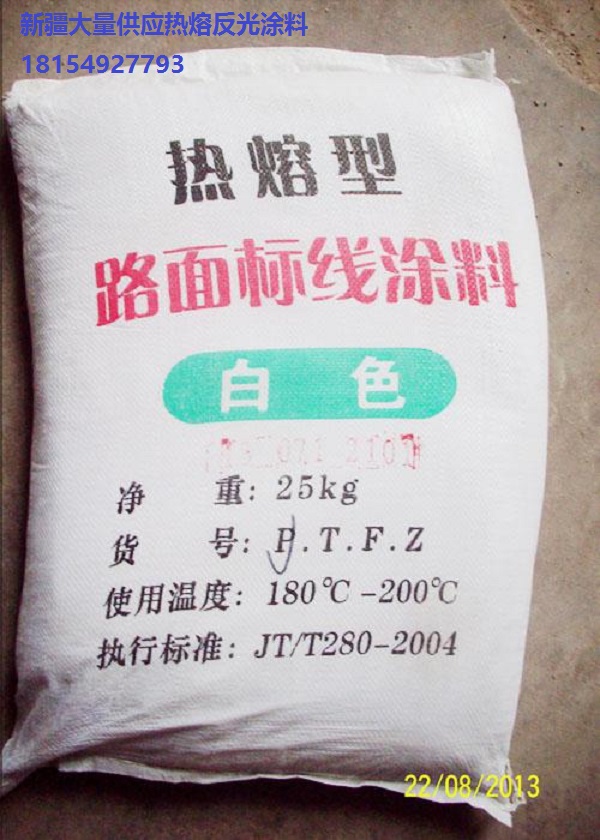 新疆大量供应热熔反光涂料
18154927793
热熔型
路面标线涂料
白色
净 重: 25kg
货 号: P.T.F.Z
使用温度: 180℃-200℃
执行标准: JT/T280-2004
22/08/2013